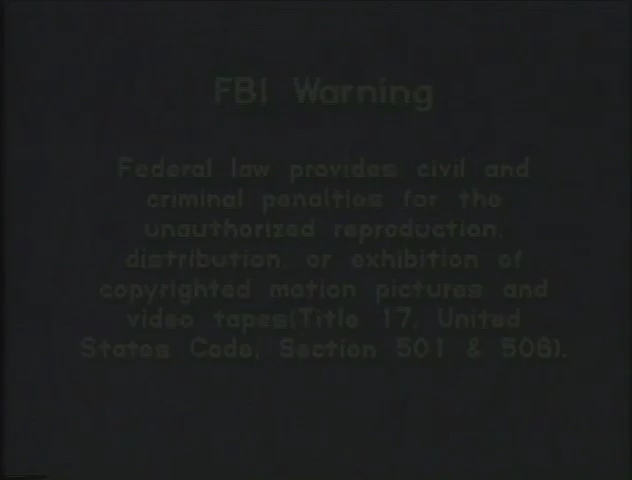 FBI Warning
Federal law provides civil and
criminal penalties for the
unauthorized reproduction,
distribution, or exhibition of
copyrighted motion pictures and
video tapes(Title 17, United
States Code, Section 501 & 506).